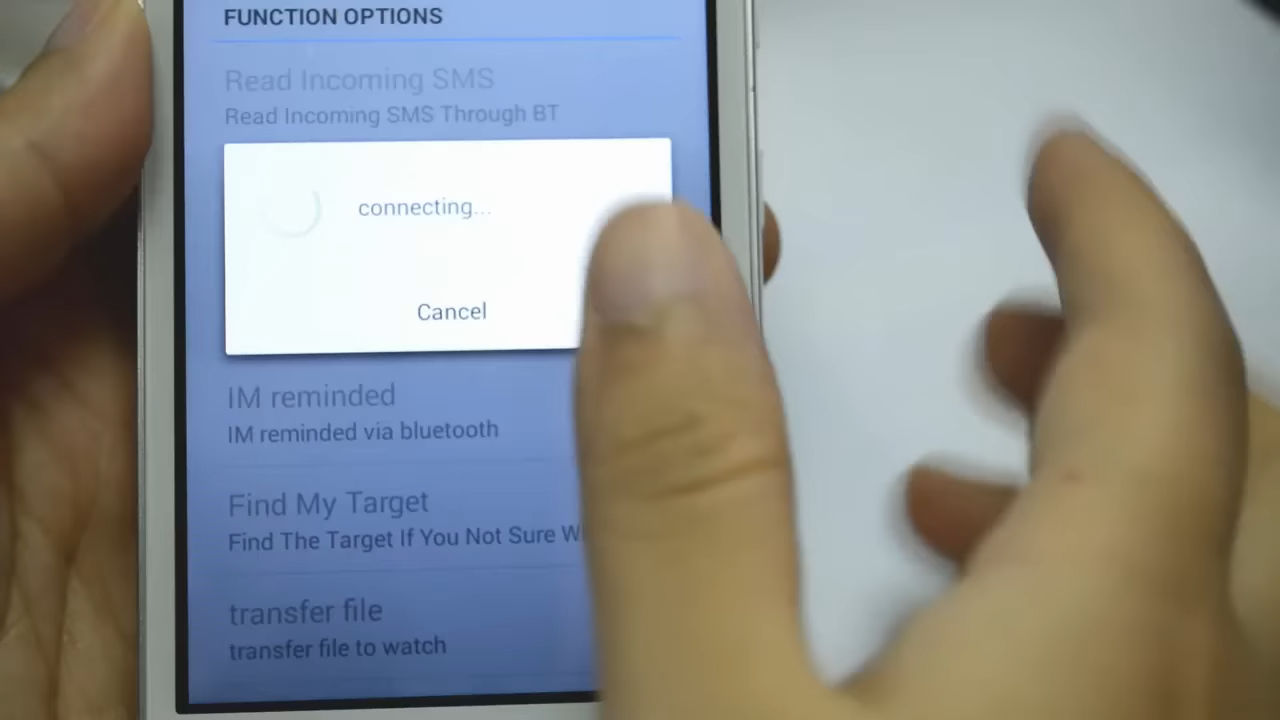 FUNCTION OPTIONS
Read Incoming SMS
Read Incoming SMS Through BT
connecting...
Cancel
IM reminded
IM reminded via bluetooth
Find My Target
Find The Target If You Not Sure
transfer file
transfer file to watch